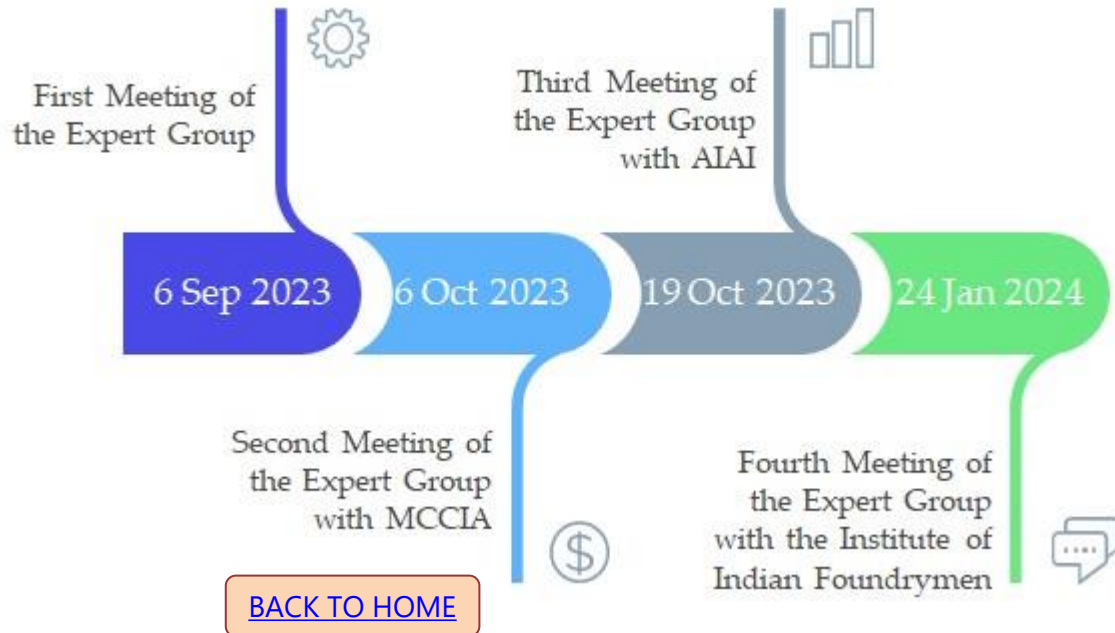 First Meeting of
the Expert Group
Third Meeting of
the Expert Group
with AIAI
6 Sep 2023
6 Oct 2023
19 Oct 2023
24 Jan 2024
Second Meeting of
the Expert Group
with MCCIA
$
Fourth Meeting of
the Expert Group
with the Institute of
Indian Foundrymen
BACK TO HOME